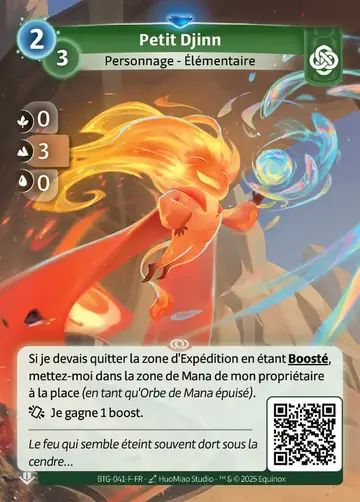 2
3
Petit Djinn
Personnage - Élémentaire
0
3
0
Si je devais quitter la zone d'Expédition en étant Boosté,
mettez-moi dans la zone de Mana de mon propriétaire
à la place (en tant qu'Orbe de Mana épuisé).
Je gagne 1 boost.
Le feu qui semble éteint souvent dort sous la
cendre...
BTG-041-F-FR - HuoMiao Studio - ™ & © 2025 Equinox